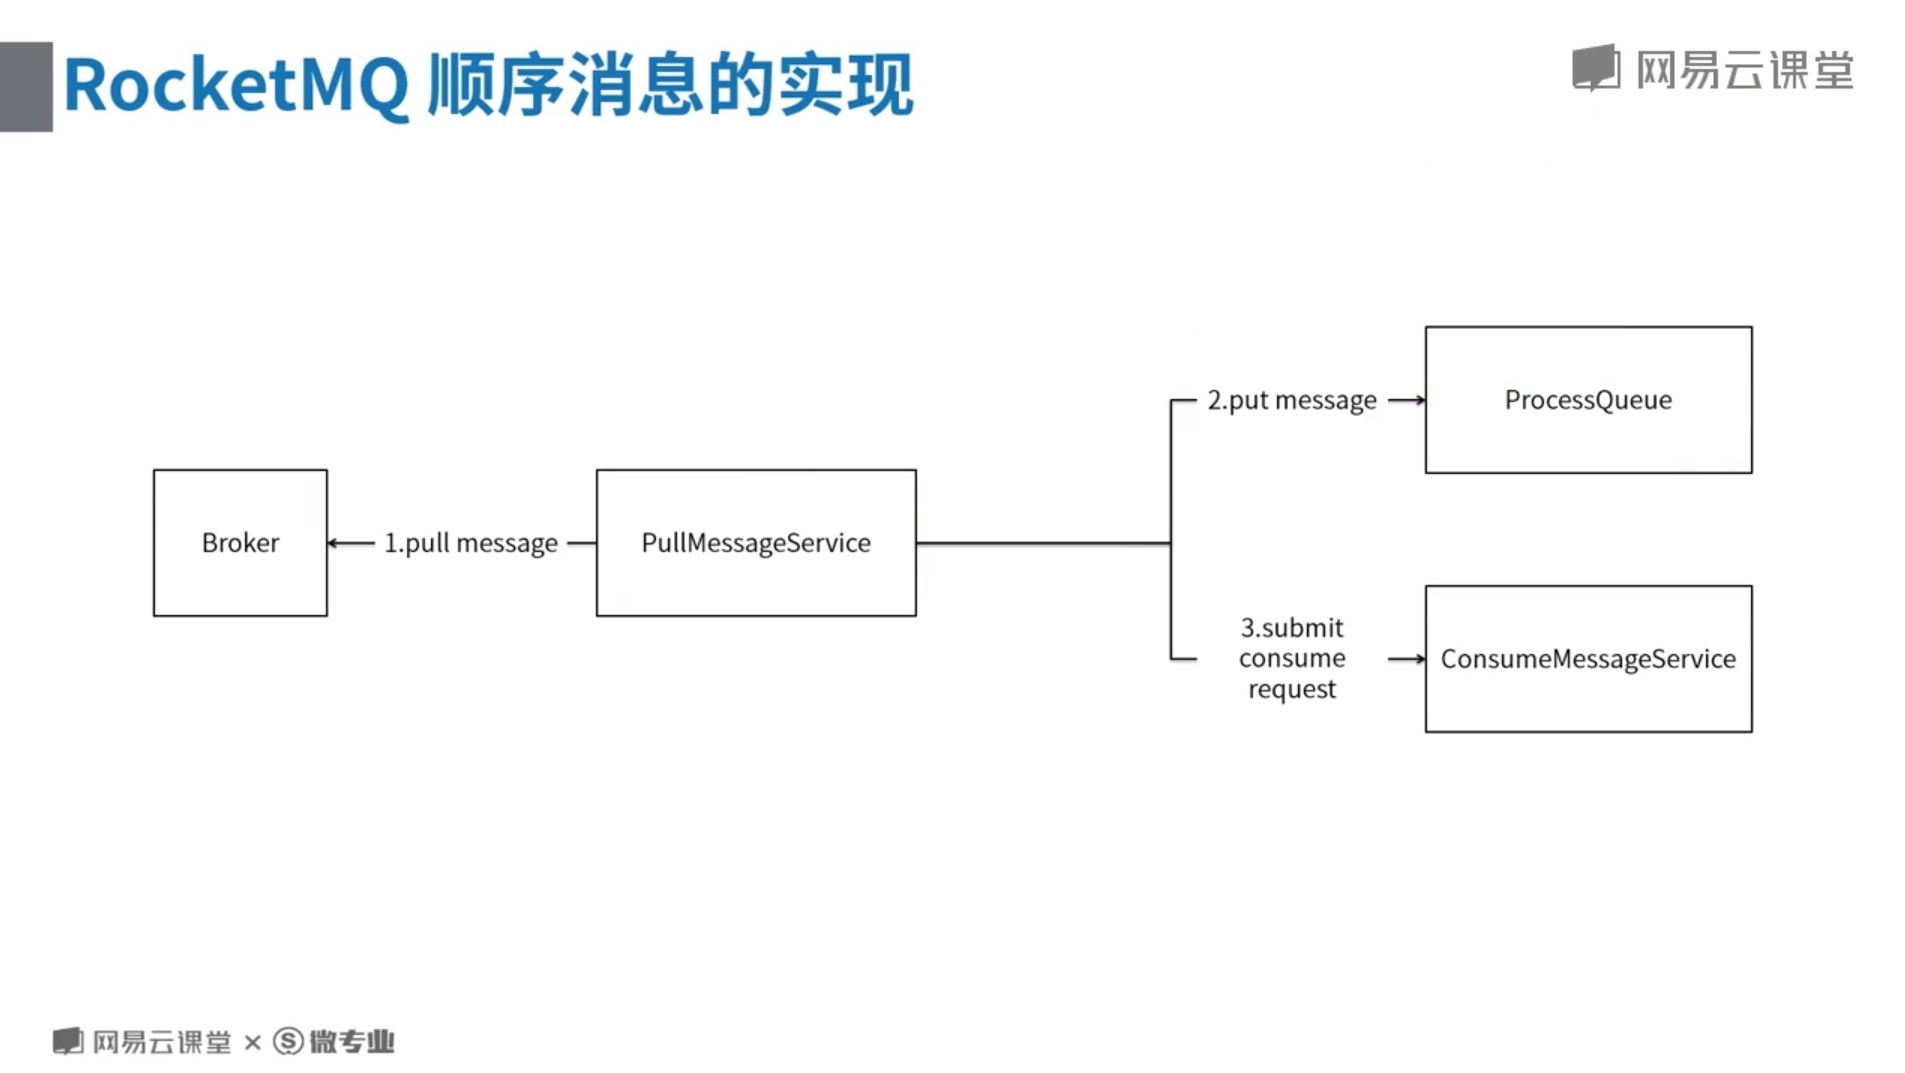 RocketMQ 顺序消息的实现
网易云课堂
2.put message
ProcessQueue
Broker
1.pull message
PullMessageService
3.submit
consume
request
ConsumeMessageService
网易云课堂 × 微专业